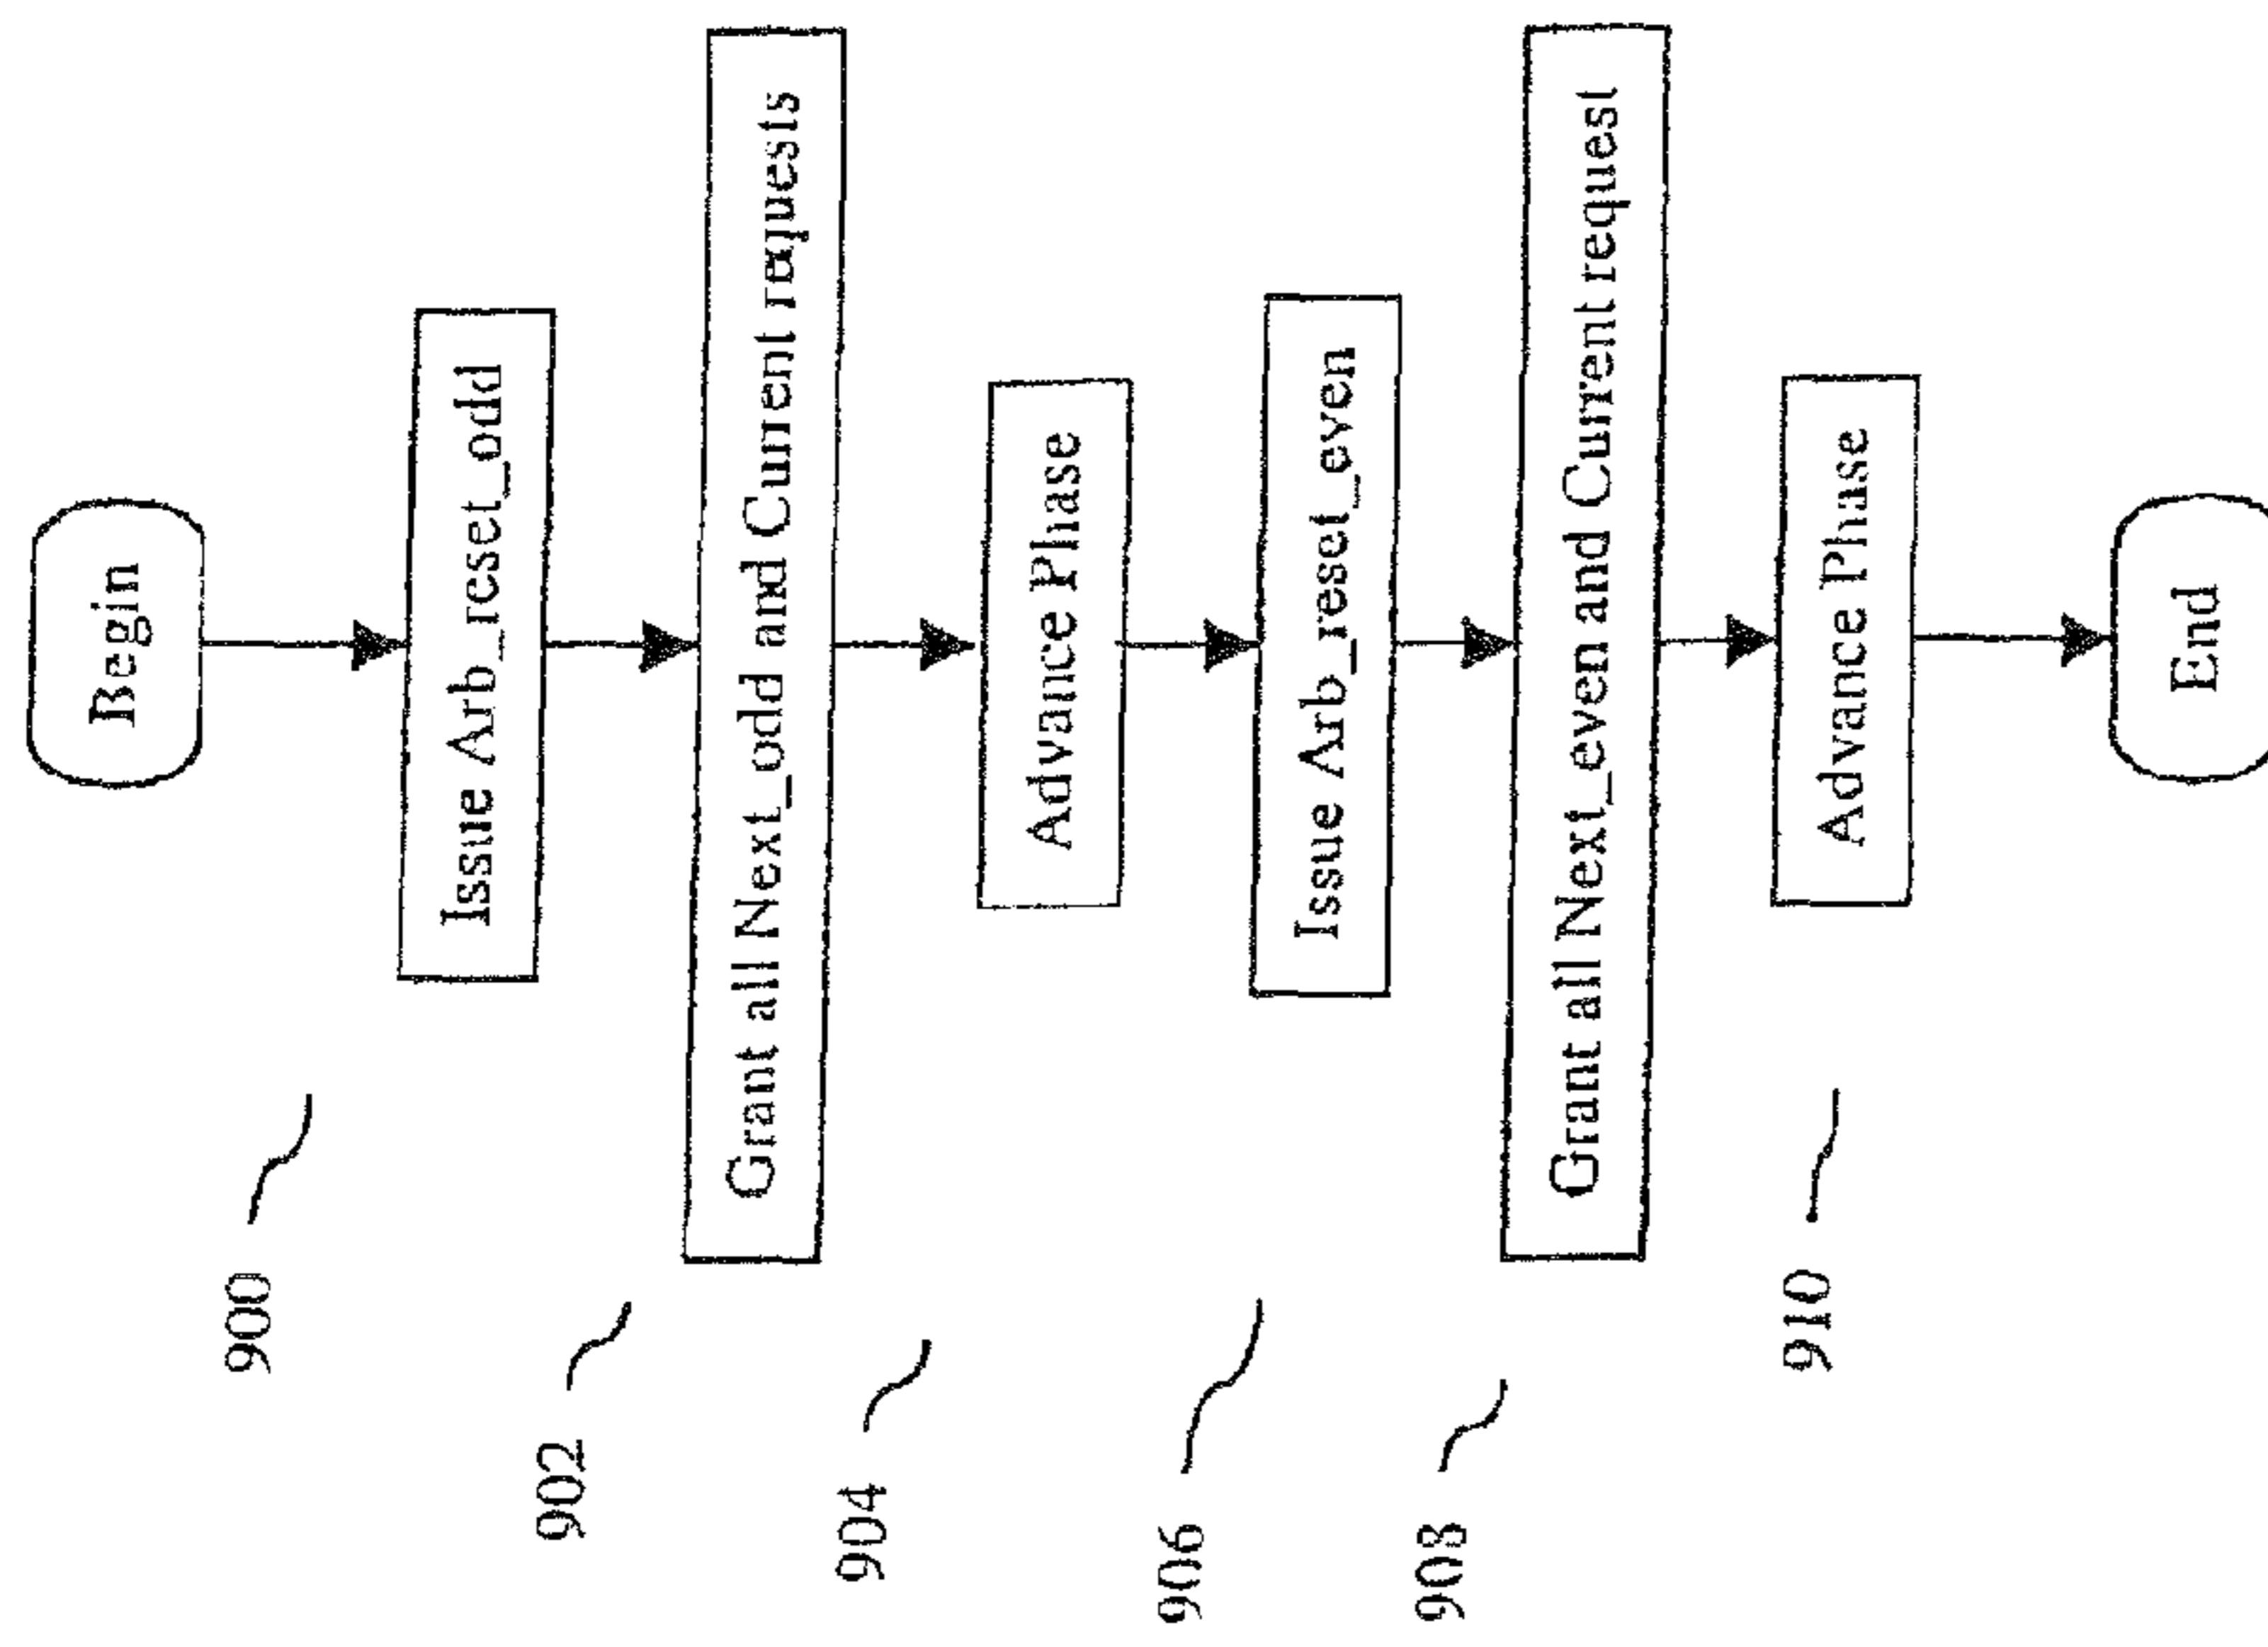 Begin
900
Issue Arb_reset_odd
902
Grant all Next_odd and Current requests
904
Advance Phase
906
Issue Arb_reset_even
908
Grant all Next_even and Current request
910
Advance Phase
End